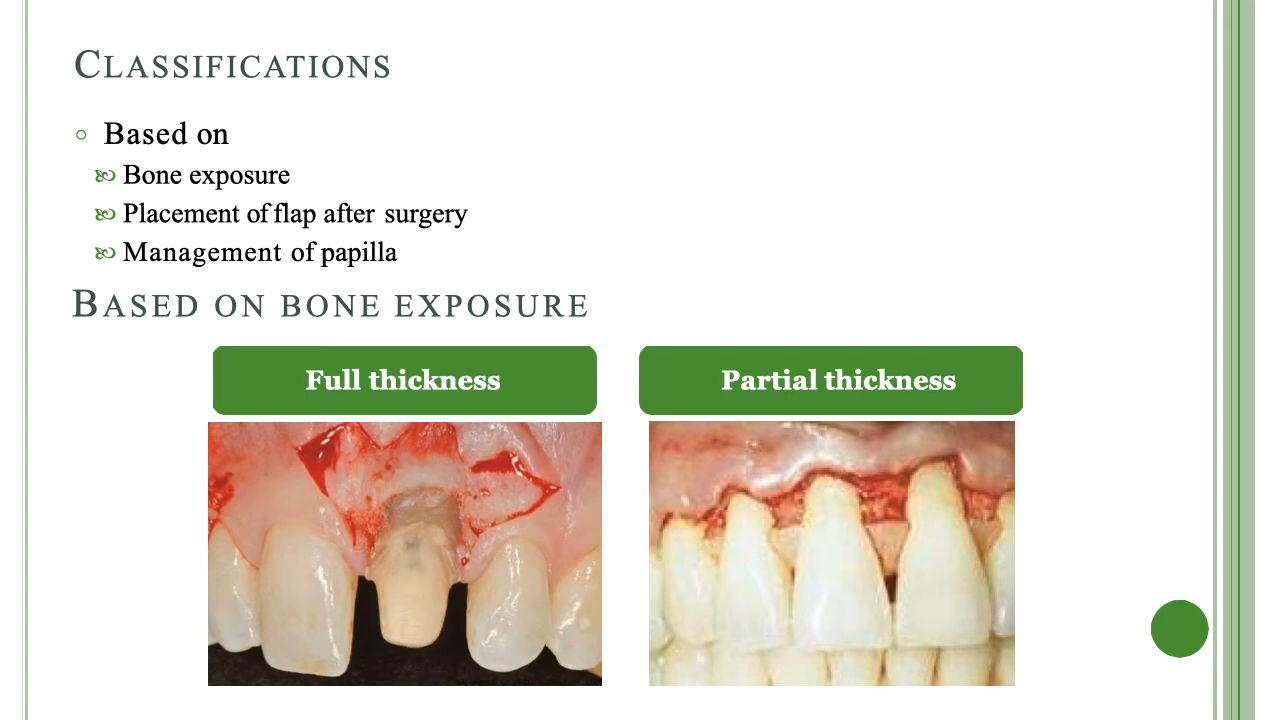 CLASSIFICATIONS
Based on
Bone exposure
Placement of flap after surgery
Management of papilla
BASED ON BONE EXPOSURE
Full thickness
Partial thickness